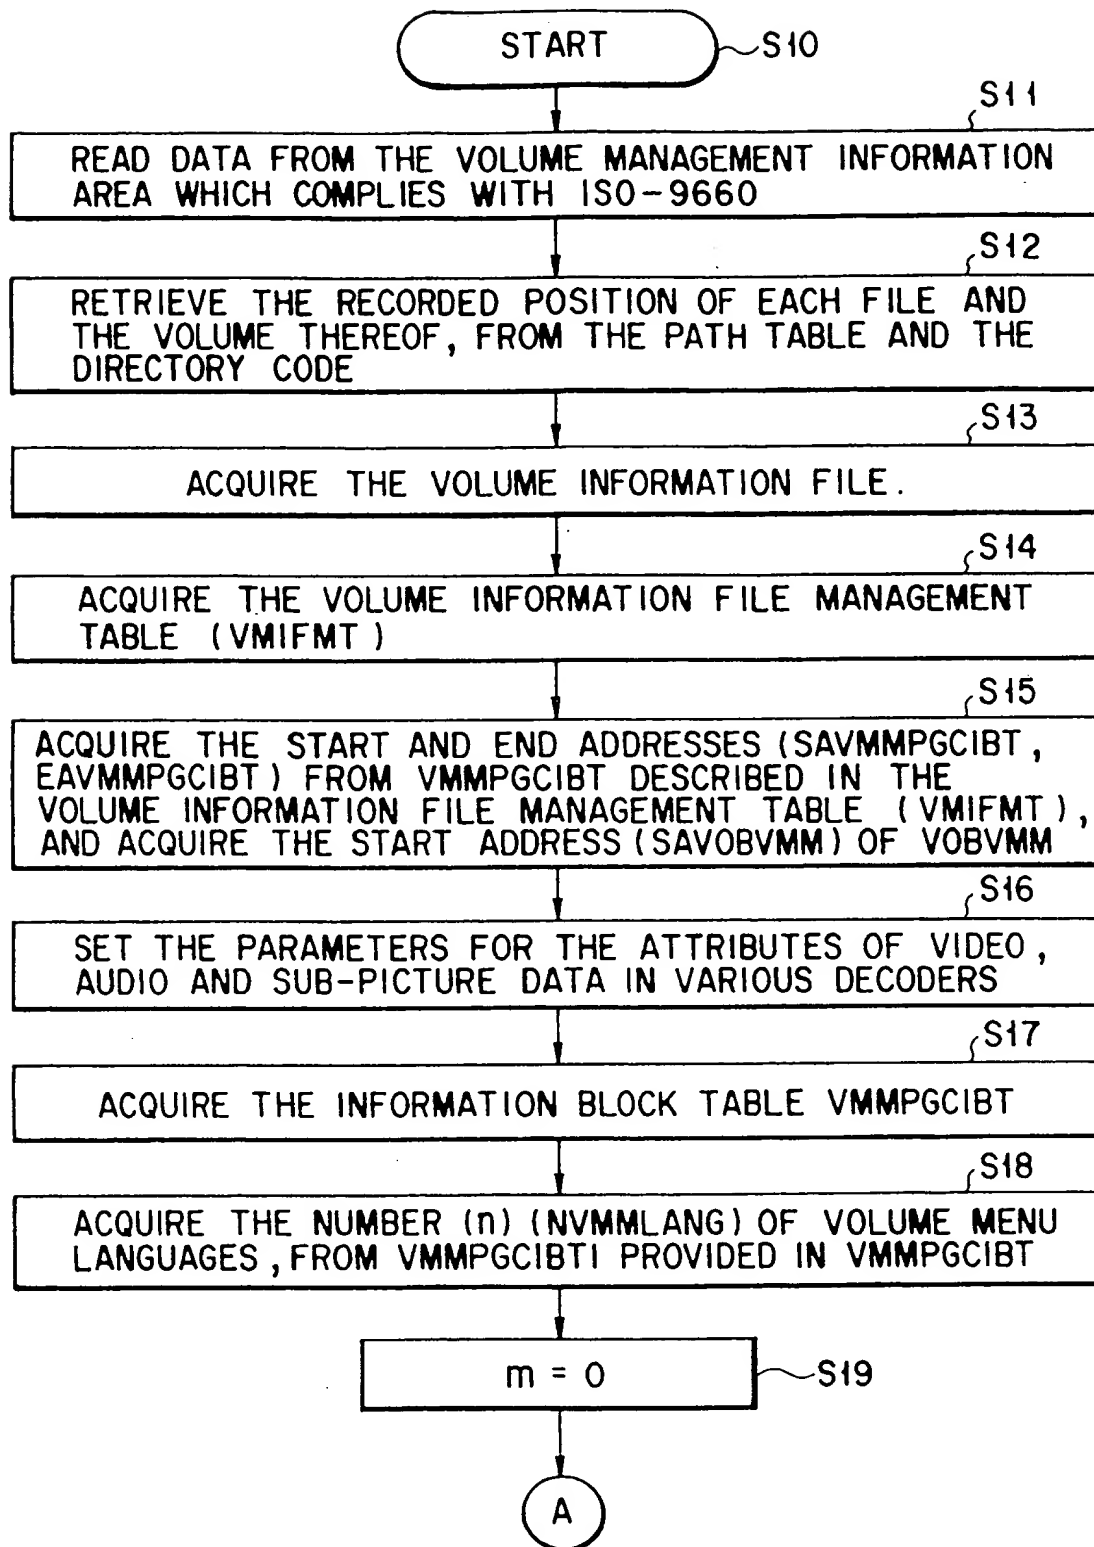 START
S10
S11
READ DATA FROM THE VOLUME MANAGEMENT INFORMATION
AREA WHICH COMPLIES WITH ISO-9660
S12
RETRIEVE THE RECORDED POSITION OF EACH FILE AND
THE VOLUME THEREOF, FROM THE PATH TABLE AND THE
DIRECTORY CODE
S13
ACQUIRE THE VOLUME INFORMATION FILE.
S14
ACQUIRE THE VOLUME INFORMATION FILE MANAGEMENT
TABLE (VMIFMT)
S15
ACQUIRE THE START AND END ADDRESSES (SAVMMPGCIBT,
EAVMMPGCIBT) FROM VMMPGCIBT DESCRIBED IN THE
VOLUME INFORMATION FILE MANAGEMENT TABLE (VMIFMT),
AND ACQUIRE THE START ADDRESS (SAVOBVMM) OF VOBVMM
S16
SET THE PARAMETERS FOR THE ATTRIBUTES OF VIDEO,
AUDIO AND SUB-PICTURE DATA IN VARIOUS DECODERS
S17
ACQUIRE THE INFORMATION BLOCK TABLE VMMPGCIBT
S18
ACQUIRE THE NUMBER (n) (NVMMLANG) OF VOLUME MENU
LANGUAGES, FROM VMMPGCIBTI PROVIDED IN VMMPGCIBT
m = 0
S19
A